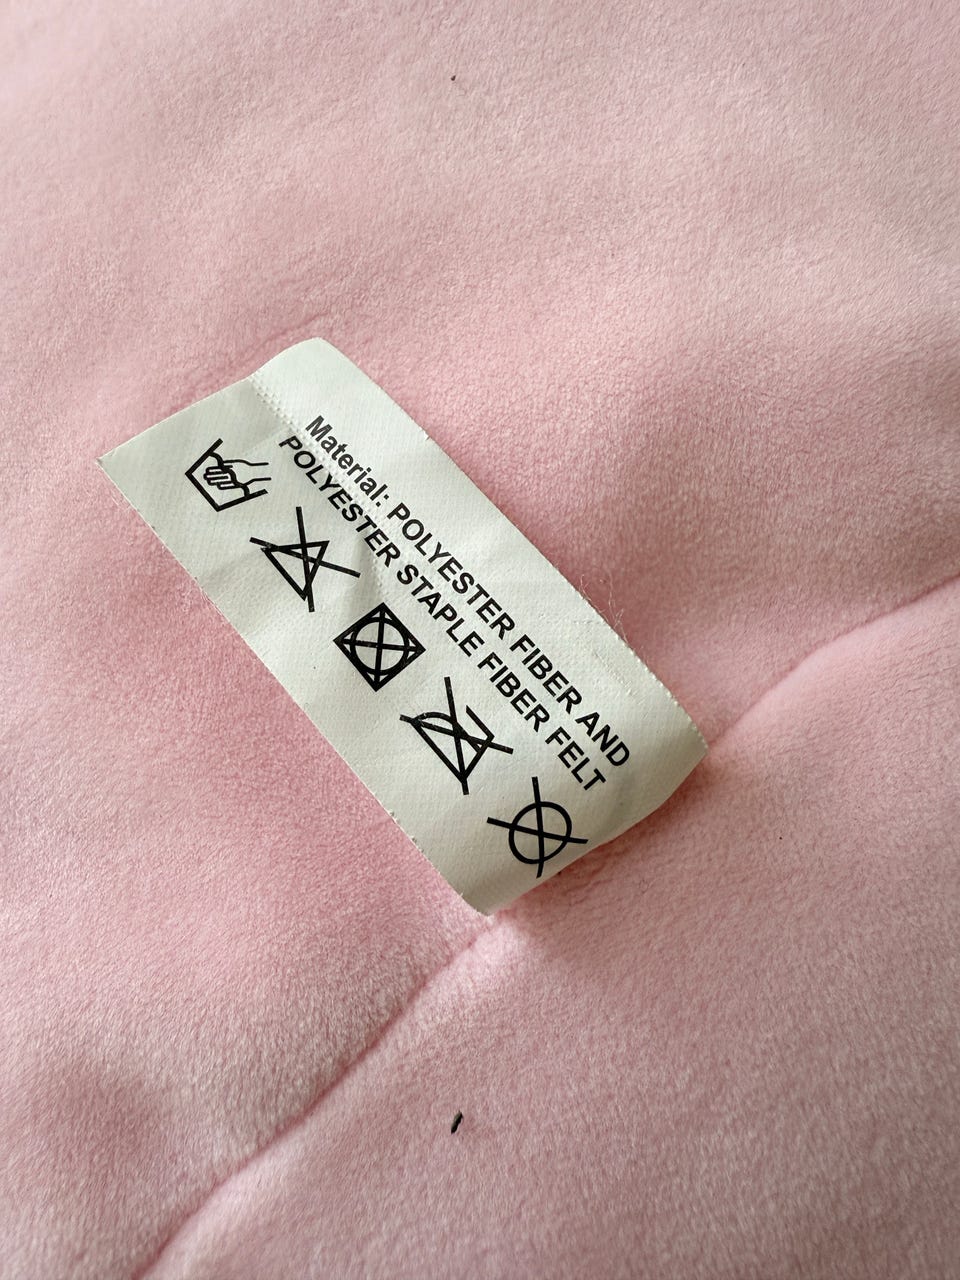 Material: POLYESTER FIBER AND
POLYESTER STAPLE FIBER FELT